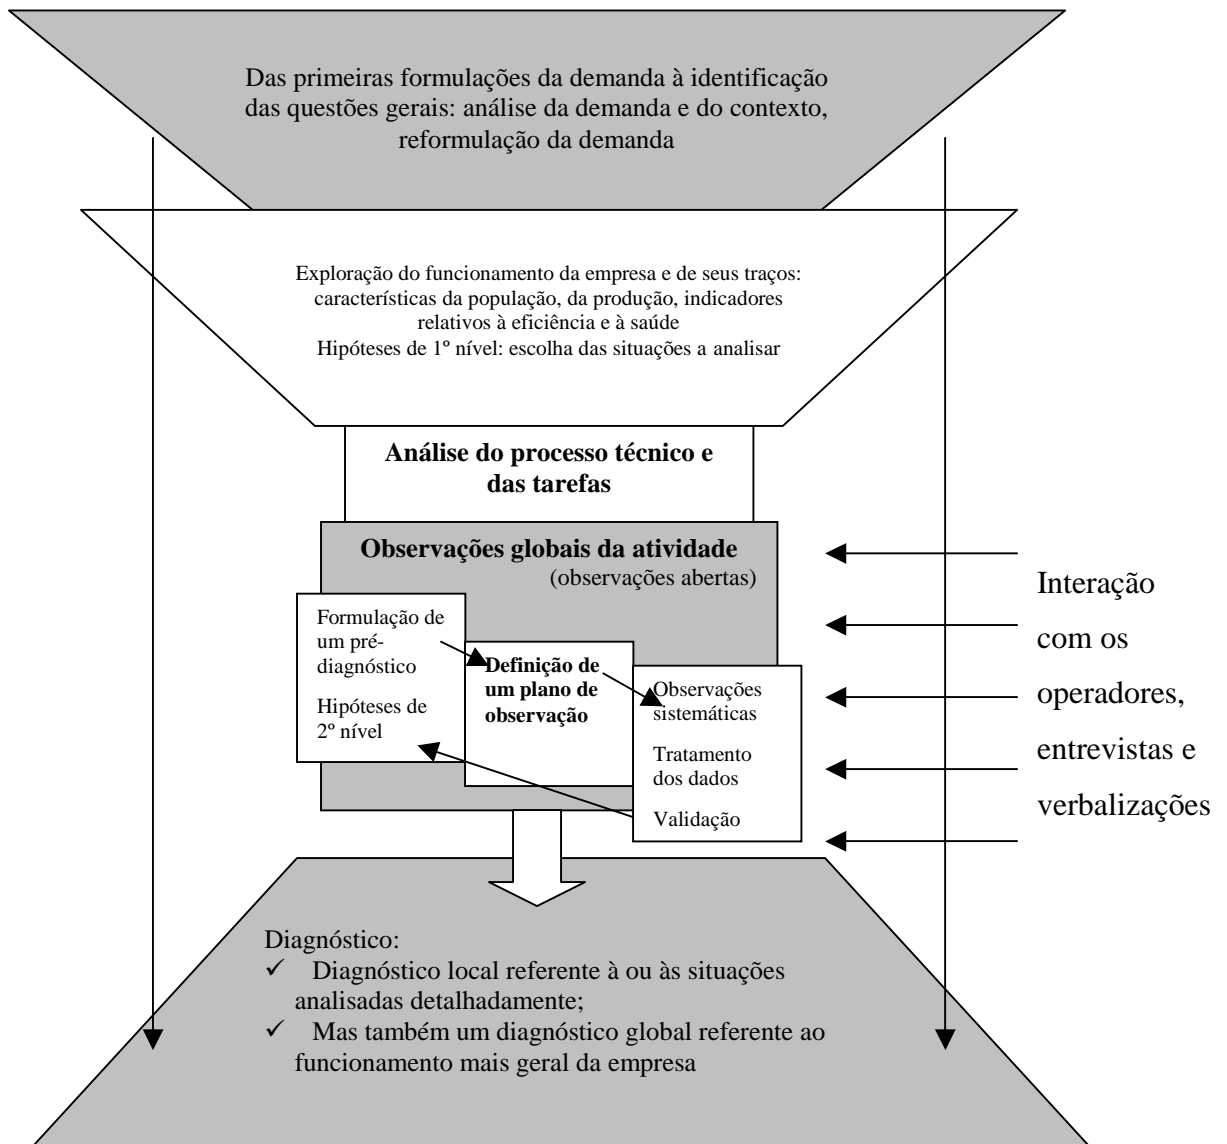 Das primeiras formulações da demanda à identificação
das questões gerais: análise da demanda e do contexto,
reformulação da demanda
Exploração do funcionamento da empresa e de seus traços:
características da população, da produção, indicadores
relativos à eficiência e à saúde
Hipóteses de 1º nível: escolha das situações a analisar
Análise do processo técnico e
das tarefas
Observações globais da atividade
(observações abertas)
Formulação de
um pré-
diagnóstico
Hipóteses de
2º nível
Definição de
um plano de
observação
Observações
sistemáticas
Tratamento
dos dados
Validação
Interação
com os
operadores,
entrevistas e
verbalizações
Diagnóstico:
✓ Diagnóstico local referente à ou às situações
analisadas detalhadamente;
✓ Mas também um diagnóstico global referente ao
funcionamento mais geral da empresa